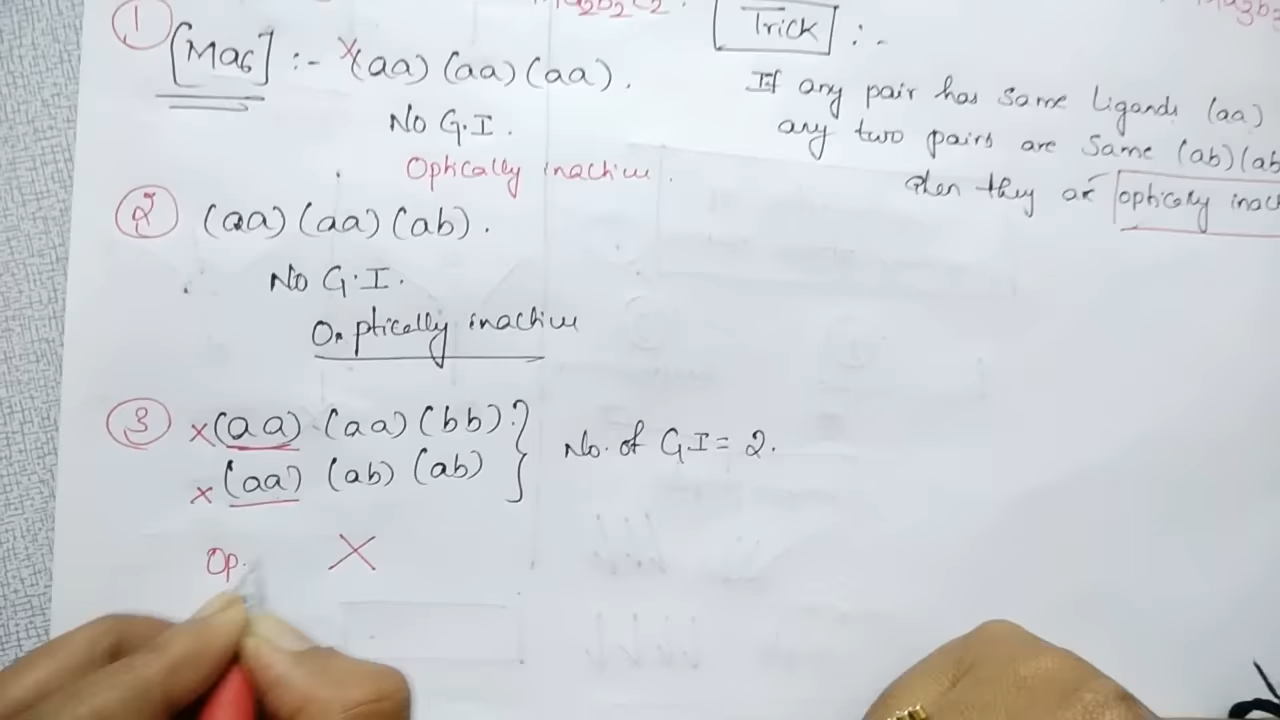 Ma2b2c2.
① [Ma6] :- x(aa) (aa) (aa).
No G.I.
Optically inactive.
② (aa) (aa) (ab).
No G.I.
Optically inactive
③ x(aa) (aa) (bb).
x(aa) (ab) (ab)
No. of G.I = 2.
Op. X
Trick :-
If any pair has same ligands (aa)
any two pairs are same (ab) (ab
then they are optically inac